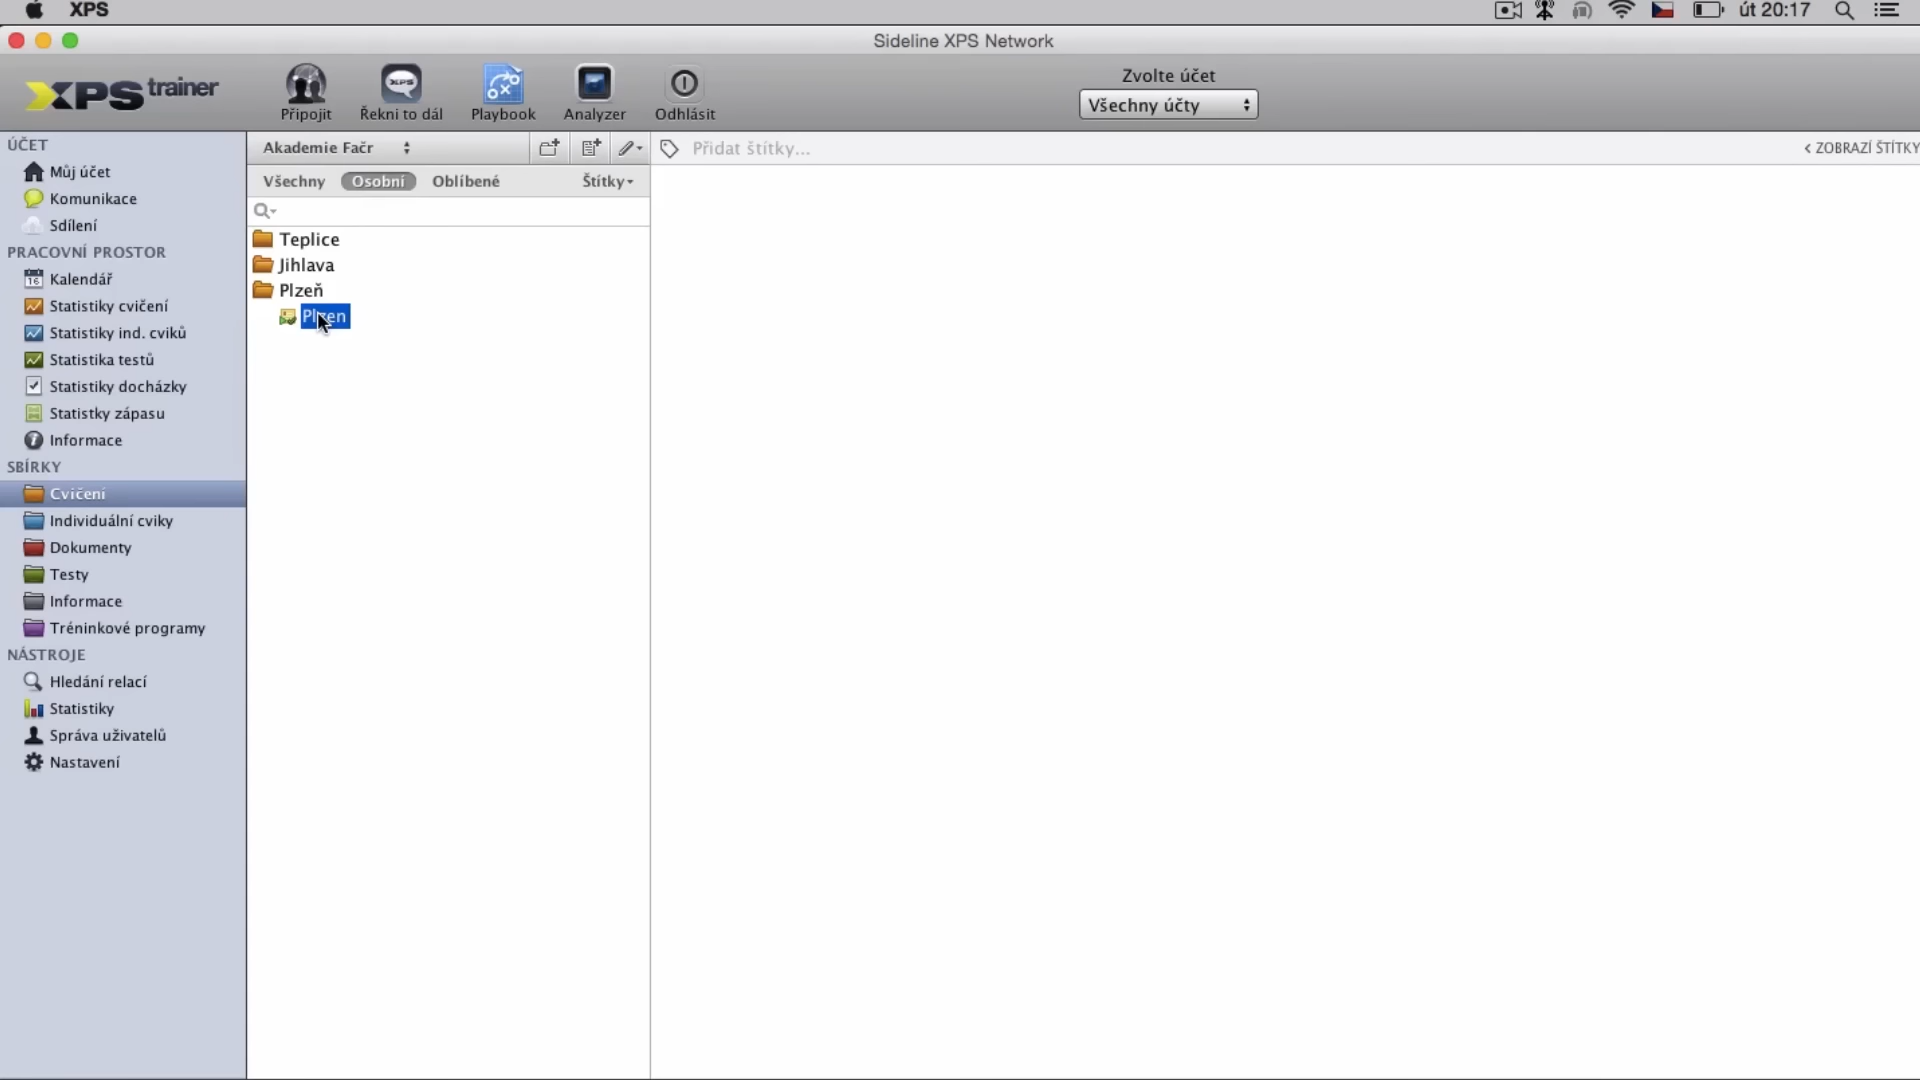 XPS
út 20:17
Sideline XPS Network
XPS trainer
Připojit
Řekni to dál
Playbook
Analyzer
Odhlásit
Zvolte účet
Všechny účty
ÚČET
Můj účet
Komunikace
Sdílení
PRACOVNÍ PROSTOR
Kalendář
Statistiky cvičení
Statistiky ind. cviků
Statistika testů
Statistiky docházky
Statistky zápasu
Informace
SBÍRKY
Cvičení
Individuální cviky
Dokumenty
Testy
Informace
Tréninkové programy
NÁSTROJE
Hledání relací
Statistiky
Správa uživatelů
Nastavení
Akademie Fačr
Všechny Osobní Oblíbené Štítky
Teplice
Jihlava
Plzeň
Plzen
Přidat štítky...
< ZOBRAZÍ ŠTÍTKY